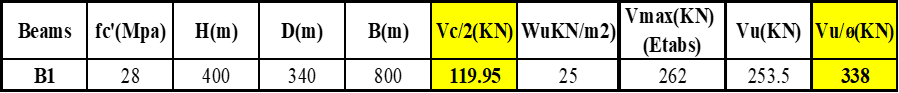 Beams fc'(Mpa) H(m) D(m) B(m) Vc/2(KN) WuKN/m2) Vmax(KN) (Etabs) Vu(KN) Vu/ø(KN)
B1 28 400 340 800 119.95 25 262 253.5 338